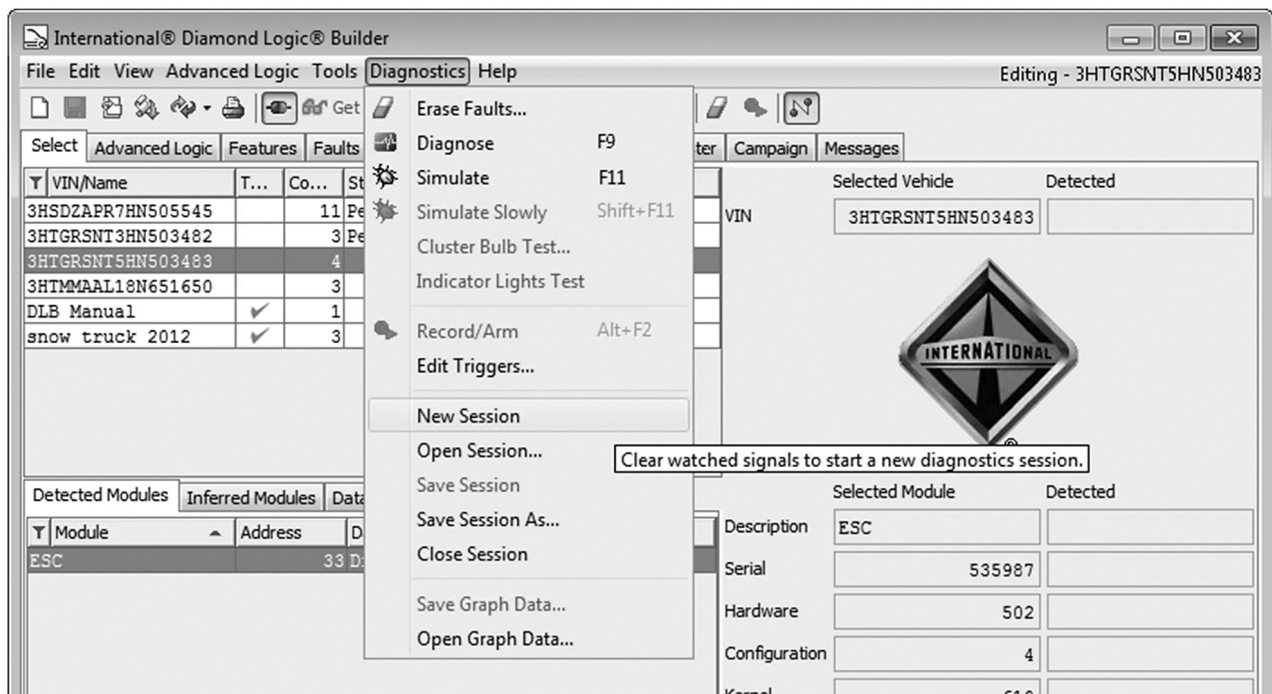 International® Diamond Logic® Builder
File Edit View Advanced Logic Tools Diagnostics Help
Editing - 3HTGRSNT5HN503483
Get
Select Advanced Logic Features Faults
Campaign Messages
VIN/Name T... Co...
3HSDZAPR7HN505545 11
3HTGRSNT3HN503482 3
3HTGRSNT5HN503483 4
3HTMMAAL18N651650 3
DLB Manual 1
snow truck 2012 3
Erase Faults...
Diagnose F9
Simulate F11
Simulate Slowly Shift+F11
Cluster Bulb Test...
Indicator Lights Test
Record/Arm Alt+F2
Edit Triggers...
New Session
Open Session...
Save Session
Save Session As...
Close Session
Save Graph Data...
Open Graph Data...
Clear watched signals to start a new diagnostics session.
Selected Vehicle Detected
VIN 3HTGRSNT5HN503483
INTERNATIONAL
®
Detected Modules Inferred Modules
Module Address
ESC 33
Selected Module Detected
Description ESC
Serial 535987
Hardware 502
Configuration 4